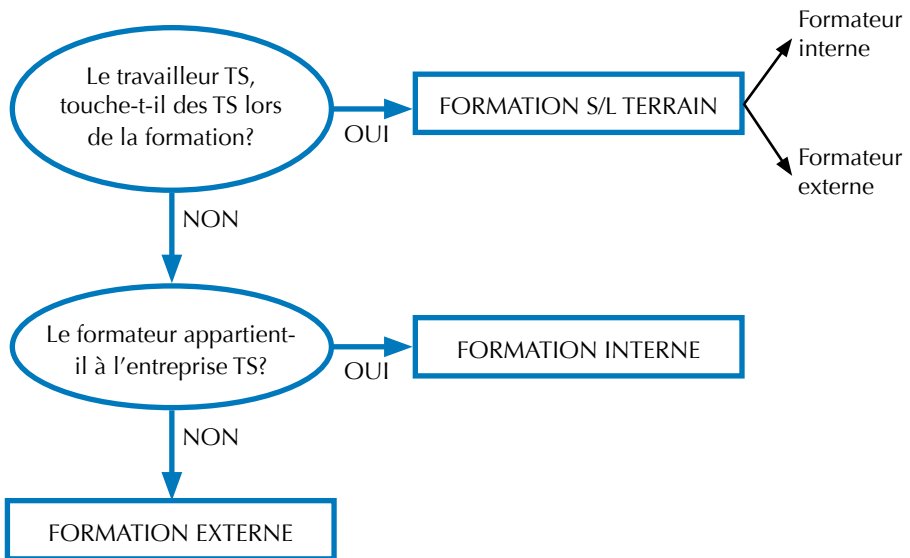 Le travailleur TS,
touche-t-il des TS lors
de la formation?
OUI
FORMATION S/L TERRAIN
Formateur
interne
Formateur
externe
NON
Le formateur appartient-
il à l’entreprise TS?
OUI
FORMATION INTERNE
NON
FORMATION EXTERNE